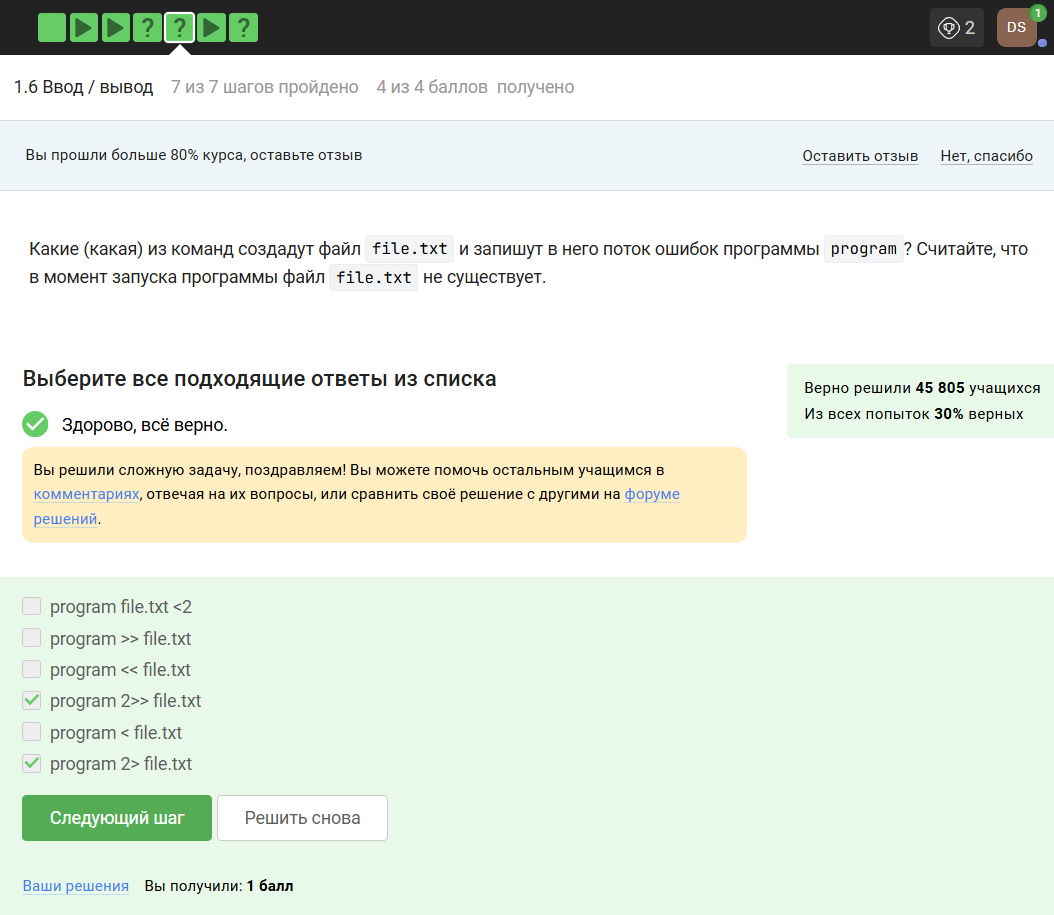 ? ? ?
2
DS
1
1.6 Ввод / вывод 7 из 7 шагов пройдено 4 из 4 баллов получено
Вы прошли больше 80% курса, оставьте отзыв Оставить отзыв Нет, спасибо
Какие (какая) из команд создадут файл file.txt и запишут в него поток ошибок программы program? Считайте, что
в момент запуска программы файл file.txt не существует.
Выберите все подходящие ответы из списка
Верно решили 45 805 учащихся
Из всех попыток 30% верных
Здорово, всё верно.
Вы решили сложную задачу, поздравляем! Вы можете помочь остальным учащимся в
комментариях, отвечая на их вопросы, или сравнить своё решение с другими на форуме
решений.
program file.txt <2
program >> file.txt
program << file.txt
program 2>> file.txt
program < file.txt
program 2> file.txt
Следующий шаг Решить снова
Ваши решения Вы получили: 1 балл